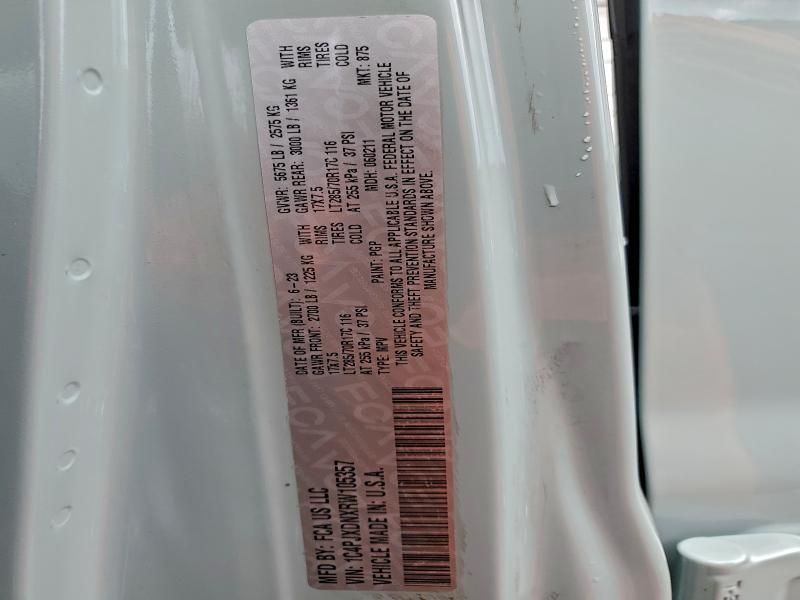 MFD BY: FCA US LLC
DATE OF MFR (BUILT): 6-23
GVWR: 5675 LB / 2575 KG
GAWR FRONT: 2700 LB / 1225 KG WITH
GAWR REAR: 3000 LB / 1361 KG WITH
17X7.5 RIMS
17X7.5 RIMS
LT285/70R17C 116 TIRES
LT285/70R17C 116 TIRES
AT 255 kPa / 37 PSI COLD
AT 255 kPa / 37 PSI COLD
VIN: 1C4PJXDNXRW105357
TYPE: MPV
PAINT: PGP
MDH: 060211
MKT: 875
VEHICLE MADE IN: U.S.A.
THIS VEHICLE CONFORMS TO ALL APPLICABLE U.S.A. FEDERAL MOTOR VEHICLE
SAFETY AND THEFT PREVENTION STANDARDS IN EFFECT ON THE DATE OF
MANUFACTURE SHOWN ABOVE.